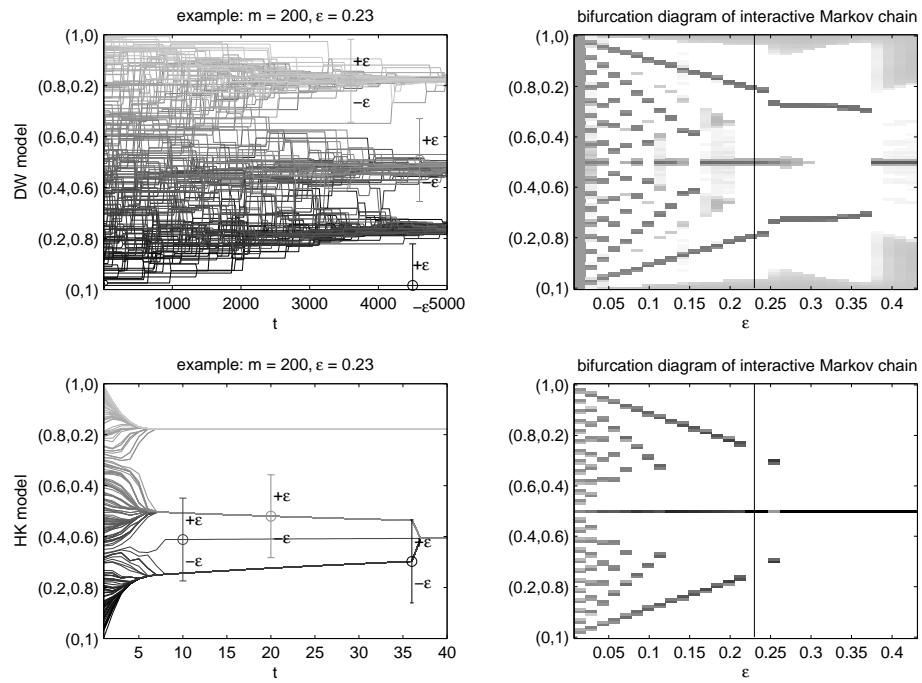 example: m = 200, ε = 0.23
(1,0)
(0.8,0.2)
(0.6,0.4)
(0.4,0.6)
(0.2,0.8)
(0,1)
DW model
+ε
−ε
+ε
−ε
+ε
−ε
1000 2000 3000 4000 5000
t
bifurcation diagram of interactive Markov chain
(1,0)
(0.8,0.2)
(0.6,0.4)
(0.4,0.6)
(0.2,0.8)
(0,1)
0.05 0.1 0.15 0.2 0.25 0.3 0.35 0.4
ε
example: m = 200, ε = 0.23
(1,0)
(0.8,0.2)
(0.6,0.4)
(0.4,0.6)
(0.2,0.8)
(0,1)
HK model
+ε
+ε
−ε
+ε
−ε
−ε
5 10 15 20 25 30 35 40
t
bifurcation diagram of interactive Markov chain
(1,0)
(0.8,0.2)
(0.6,0.4)
(0.4,0.6)
(0.2,0.8)
(0,1)
0.05 0.1 0.15 0.2 0.25 0.3 0.35 0.4
ε